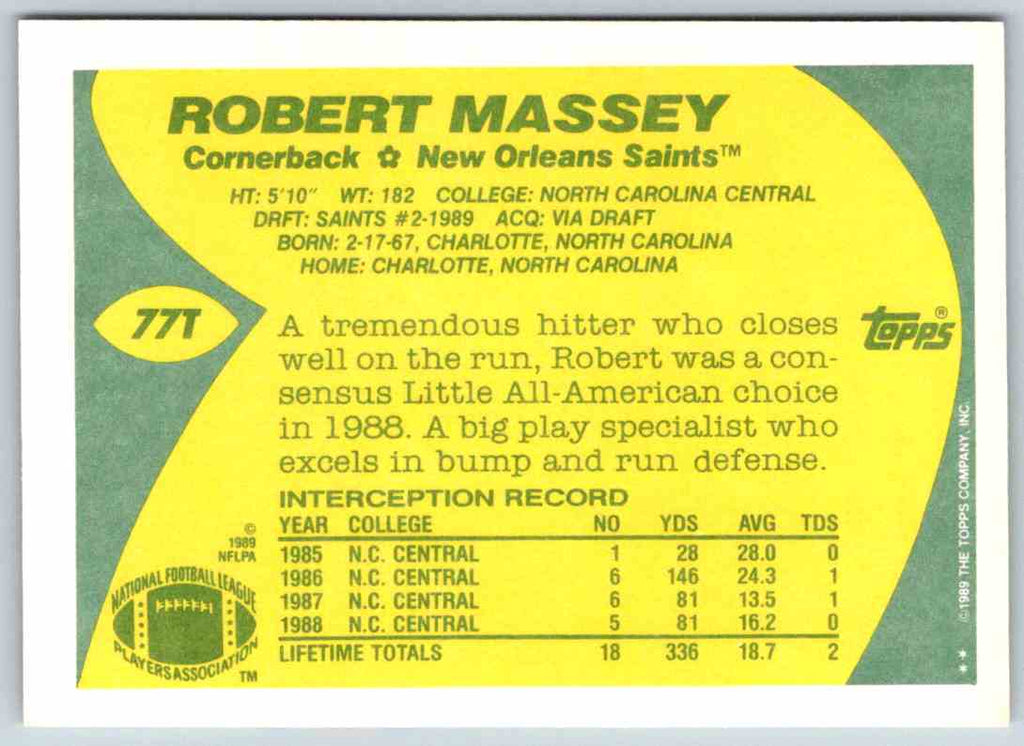 ROBERT MASSEY
Cornerback ✿ New Orleans Saints™
HT: 5'10" WT: 182 COLLEGE: NORTH CAROLINA CENTRAL
DRFT: SAINTS #2-1989 ACQ: VIA DRAFT
BORN: 2-17-67, CHARLOTTE, NORTH CAROLINA
HOME: CHARLOTTE, NORTH CAROLINA
77T
A tremendous hitter who closes
well on the run, Robert was a con-
sensus Little All-American choice
in 1988. A big play specialist who
excels in bump and run defense.
Topps®
INTERCEPTION RECORD
YEAR COLLEGE NO YDS AVG TDS
1985 N.C. CENTRAL 1 28 28.0 0
1986 N.C. CENTRAL 6 146 24.3 1
1987 N.C. CENTRAL 6 81 13.5 1
1988 N.C. CENTRAL 5 81 16.2 0
LIFETIME TOTALS 18 336 18.7 2
©
1989
NFLPA
NATIONAL FOOTBALL LEAGUE
PLAYERS ASSOCIATION
TM
©1989 THE TOPPS COMPANY, INC.
**